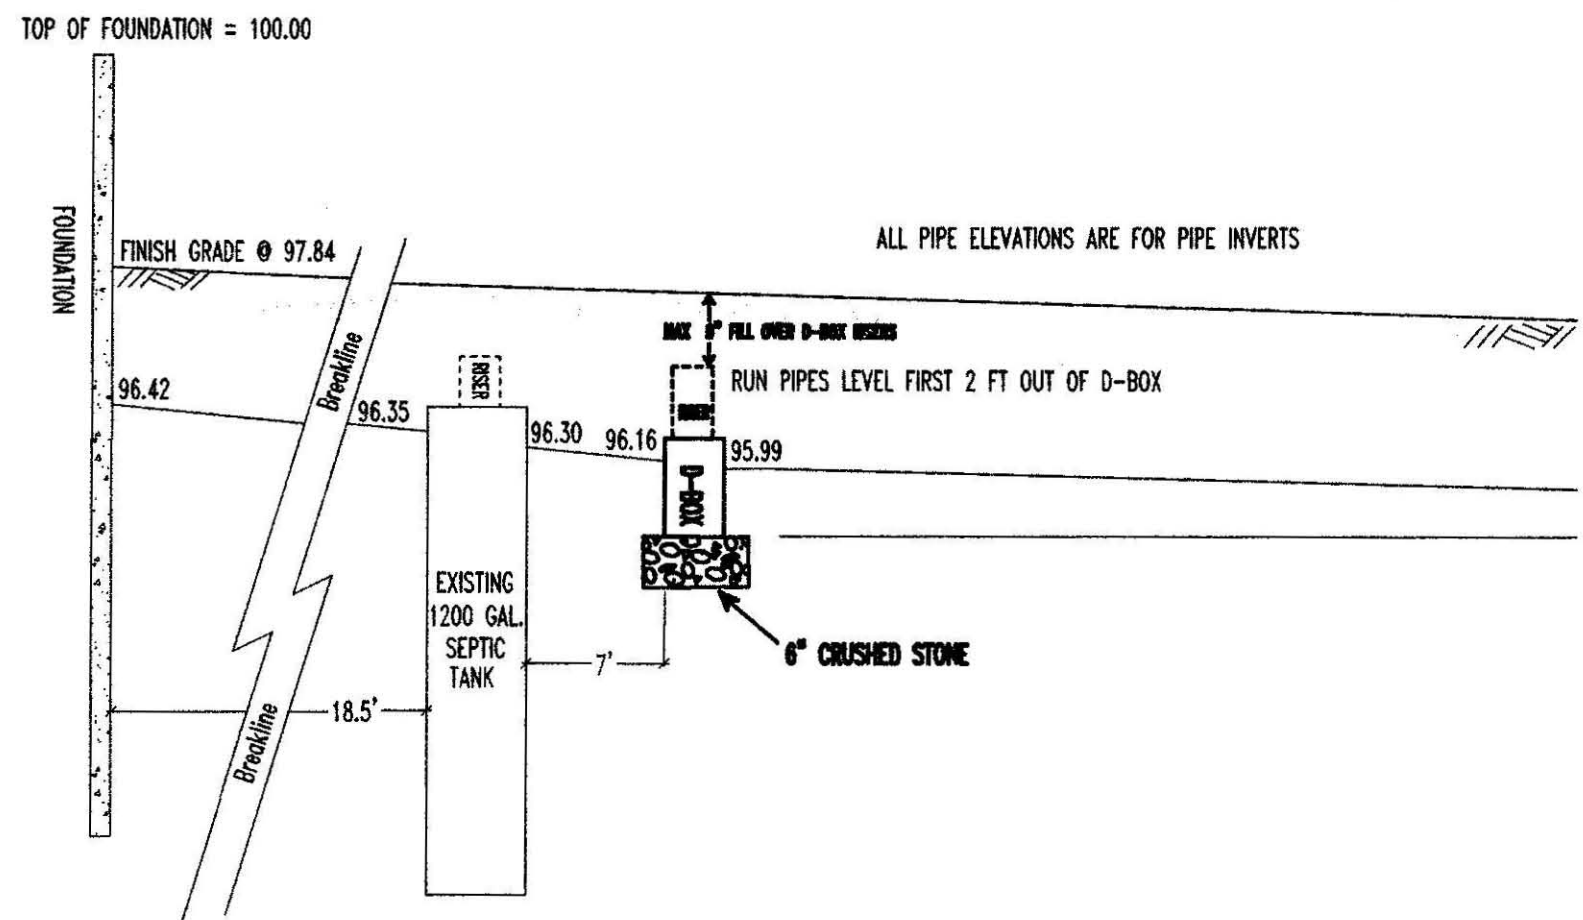 TOP OF FOUNDATION = 100.00
FOUNDATION
FINISH GRADE @ 97.84
ALL PIPE ELEVATIONS ARE FOR PIPE INVERTS
MAX FILL OVER D-BOX RISERS
Breakline
RISER
RUN PIPES LEVEL FIRST 2 FT OUT OF D-BOX
96.42
96.35
RISER
96.30
96.16
95.99
D-BOX
EXISTING
1200 GAL.
SEPTIC
TANK
6" CRUSHED STONE
7'
18.5'
Breakline